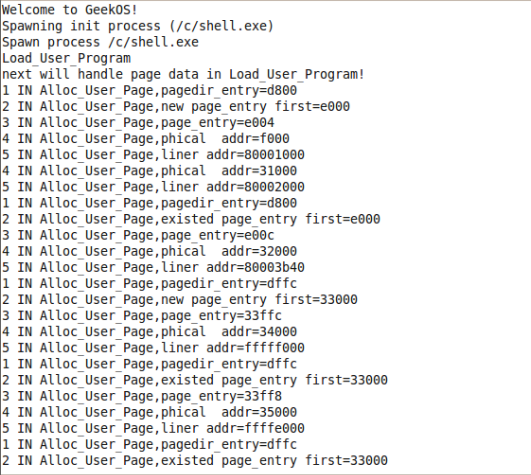 Welcome to GeekOS!
Spawning init process (/c/shell.exe)
Spawn process /c/shell.exe
Load_User_Program
next will handle page data in Load_User_Program!
1 IN Alloc_User_Page,pagedir_entry=d800
2 IN Alloc_User_Page,new page_entry first=e000
3 IN Alloc_User_Page,page_entry=e004
4 IN Alloc_User_Page,phical  addr=f000
5 IN Alloc_User_Page,liner addr=80001000
4 IN Alloc_User_Page,phical  addr=31000
5 IN Alloc_User_Page,liner addr=80002000
1 IN Alloc_User_Page,pagedir_entry=d800
2 IN Alloc_User_Page,existed page_entry first=e000
3 IN Alloc_User_Page,page_entry=e00c
4 IN Alloc_User_Page,phical  addr=32000
5 IN Alloc_User_Page,liner addr=80003b40
1 IN Alloc_User_Page,pagedir_entry=dffc
2 IN Alloc_User_Page,new page_entry first=33000
3 IN Alloc_User_Page,page_entry=33ffc
4 IN Alloc_User_Page,phical  addr=34000
5 IN Alloc_User_Page,liner addr=fffff000
1 IN Alloc_User_Page,pagedir_entry=dffc
2 IN Alloc_User_Page,existed page_entry first=33000
3 IN Alloc_User_Page,page_entry=33ff8
4 IN Alloc_User_Page,phical  addr=35000
5 IN Alloc_User_Page,liner addr=ffffe000
1 IN Alloc_User_Page,pagedir_entry=dffc
2 IN Alloc_User_Page,existed page_entry first=33000